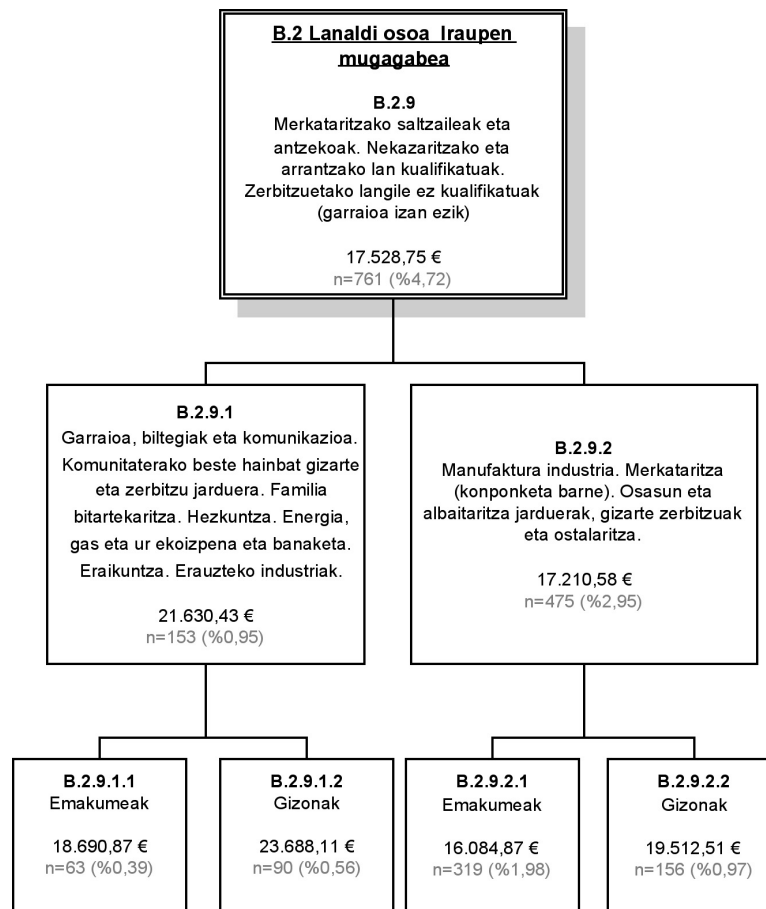 B.2 Lanaldi osoa Iraupen
mugagabea
B.2.9
Merkataritzako saltzaileak eta
antzekoak. Nekazaritzako eta
arrantzako lan kualifikatuak.
Zerbitzuetako langile ez kualifikatuak
(garraioa izan ezik)
17.528,75 €
n=761 (%4,72)
B.2.9.1
Garraioa, biltegiak eta komunikazioa.
Komunitaterako beste hainbat gizarte
eta zerbitzu jarduera. Familia
bitartekaritza. Hezkuntza. Energia,
gas eta ur ekoizpena eta banaketa.
Eraikuntza. Erauzteko industriak.
21.630,43 €
n=153 (%0,95)
B.2.9.2
Manufaktura industria. Merkataritza
(konponketa barne). Osasun eta
albaitaritza jarduerak, gizarte zerbitzuak
eta ostalaritza.
17.210,58 €
n=475 (%2,95)
B.2.9.1.1
Emakumeak
18.690,87 €
n=63 (%0,39)
B.2.9.1.2
Gizonak
23.688,11 €
n=90 (%0,56)
B.2.9.2.1
Emakumeak
16.084,87 €
n=319 (%1,98)
B.2.9.2.2
Gizonak
19.512,51 €
n=156 (%0,97)